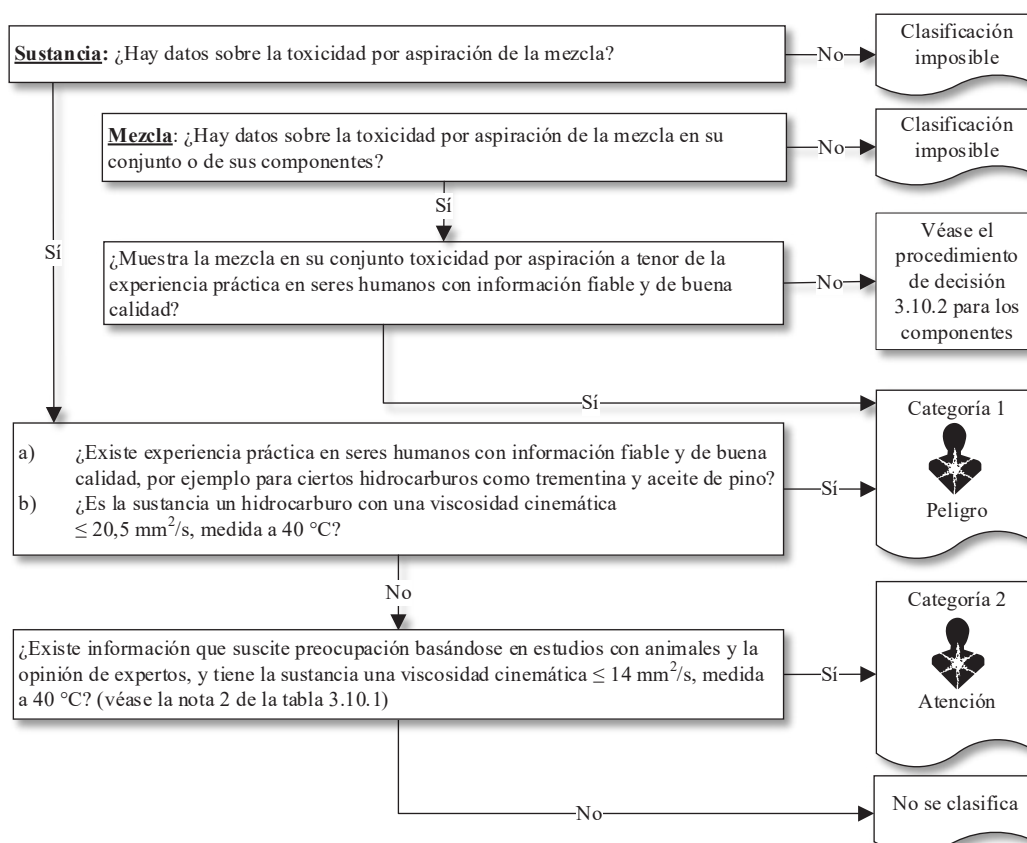 Sustancia: ¿Hay datos sobre la toxicidad por aspiración de la mezcla?
No
Clasificación
imposible
Mezcla: ¿Hay datos sobre la toxicidad por aspiración de la mezcla en su
conjunto o de sus componentes?
No
Clasificación
imposible
Sí
Sí
¿Muestra la mezcla en su conjunto toxicidad por aspiración a tenor de la
experiencia práctica en seres humanos con información fiable y de buena
calidad?
No
Véase el
procedimiento
de decisión
3.10.2 para los
componentes
Sí
a) ¿Existe experiencia práctica en seres humanos con información fiable y de buena
calidad, por ejemplo para ciertos hidrocarburos como trementina y aceite de pino?
b) ¿Es la sustancia un hidrocarburo con una viscosidad cinemática
≤ 20,5 mm²/s, medida a 40 °C?
Sí
Categoría 1
Peligro
No
¿Existe información que suscite preocupación basándose en estudios con animales y la
opinión de expertos, y tiene la sustancia una viscosidad cinemática ≤ 14 mm²/s, medida
a 40 °C? (véase la nota 2 de la tabla 3.10.1)
Sí
Categoría 2
Atención
No
No se clasifica